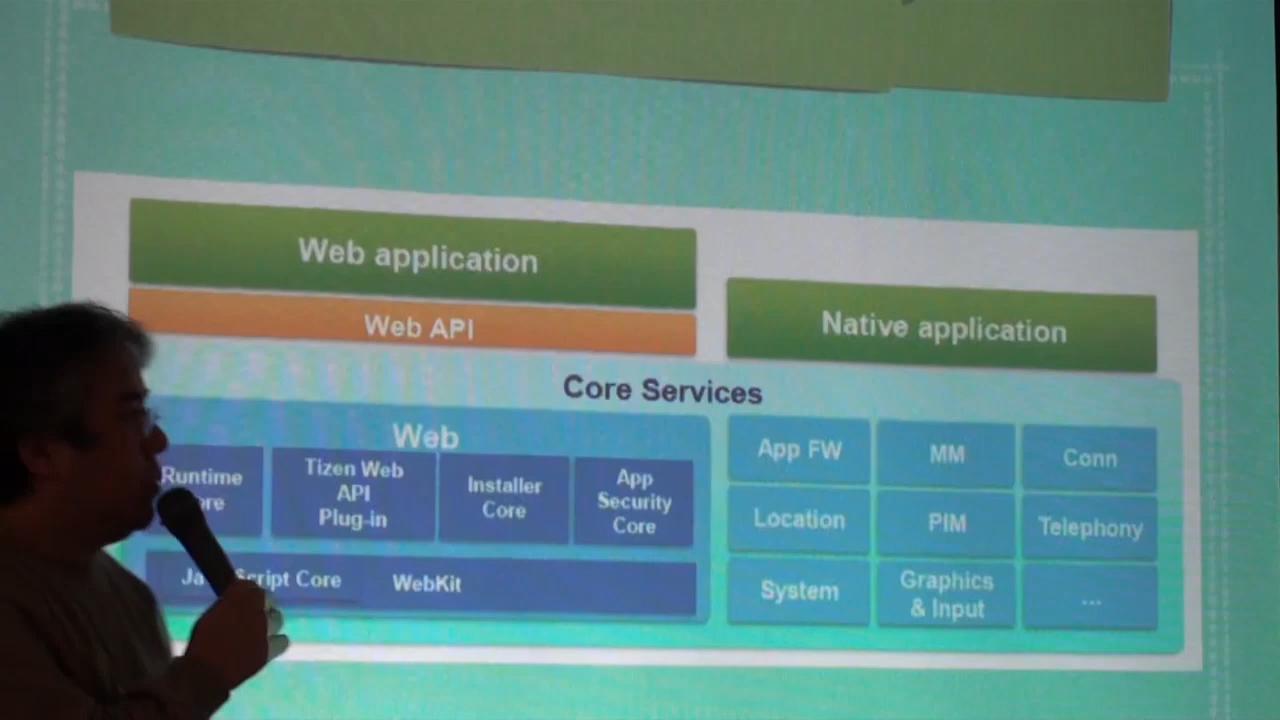 Web application
Web API
Native application
Core Services
Web
Runtime
Tizen Web
API
Plug-in
Installer
Core
App
Security
Core
Script Core
WebKit
App FW
MM
Conn
Location
PIM
Telephony
System
Graphics
& Input
...